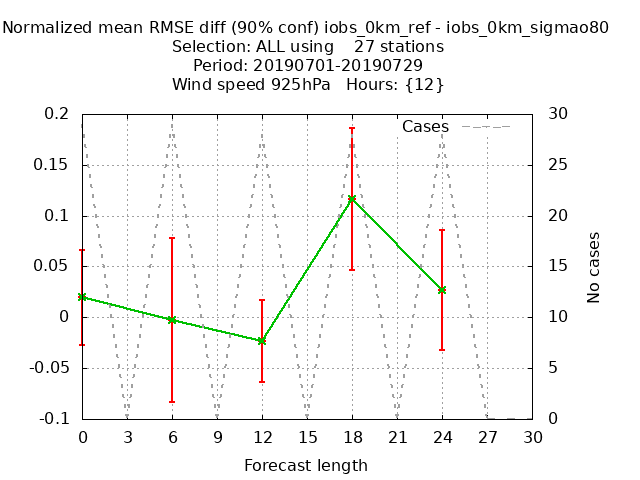 Normalized mean RMSE diff (90% conf) iobs_0km_ref - iobs_0km_sigmao80
Selection: ALL using 27 stations
Period: 20190701-20190729
Wind speed 925hPa Hours: {12}
Cases
0.2
0.15
0.1
0.05
0
-0.05
-0.1
30
25
20
15
10
5
0
No cases
0 3 6 9 12 15 18 21 24 27 30
Forecast length